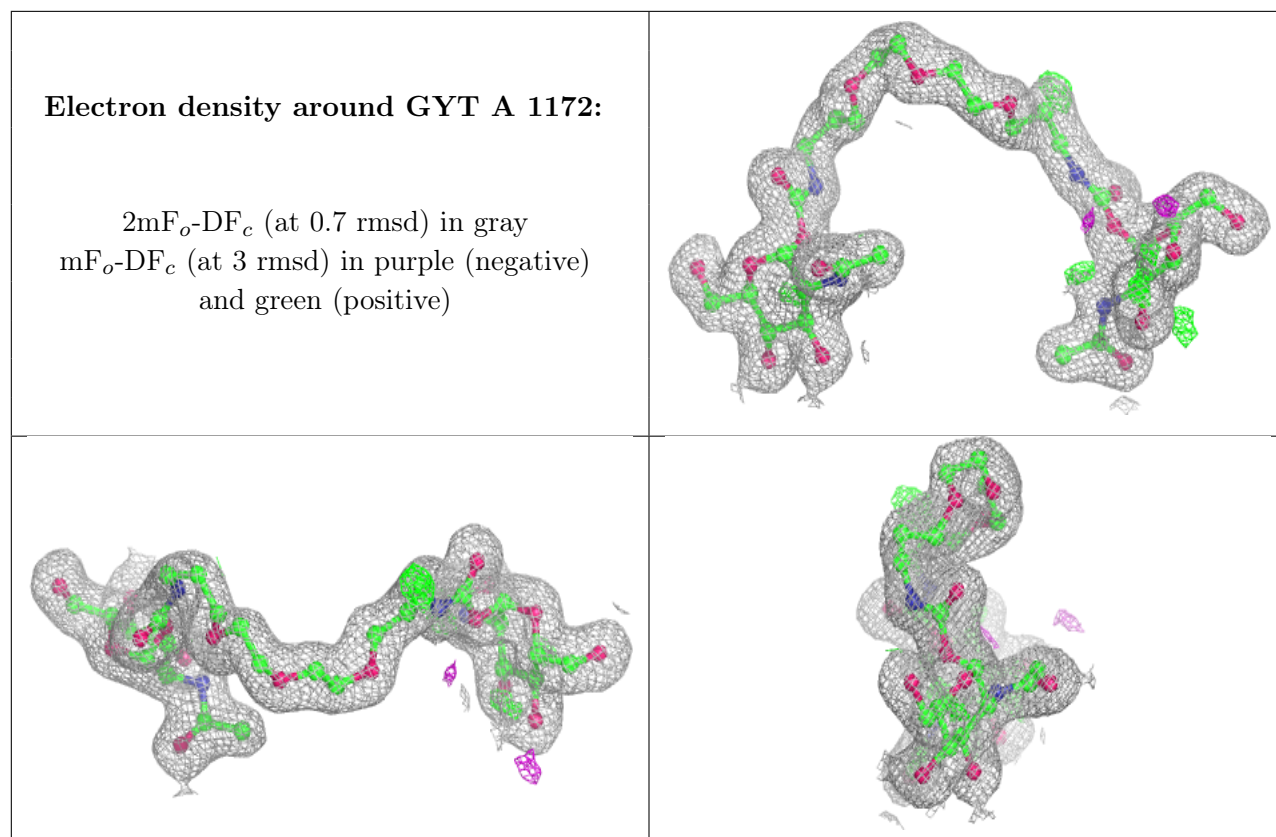 Electron density around GYT A 1172:
2mFₒ-DF𝒸 (at 0.7 rmsd) in gray
mFₒ-DF𝒸 (at 3 rmsd) in purple (negative)
and green (positive)